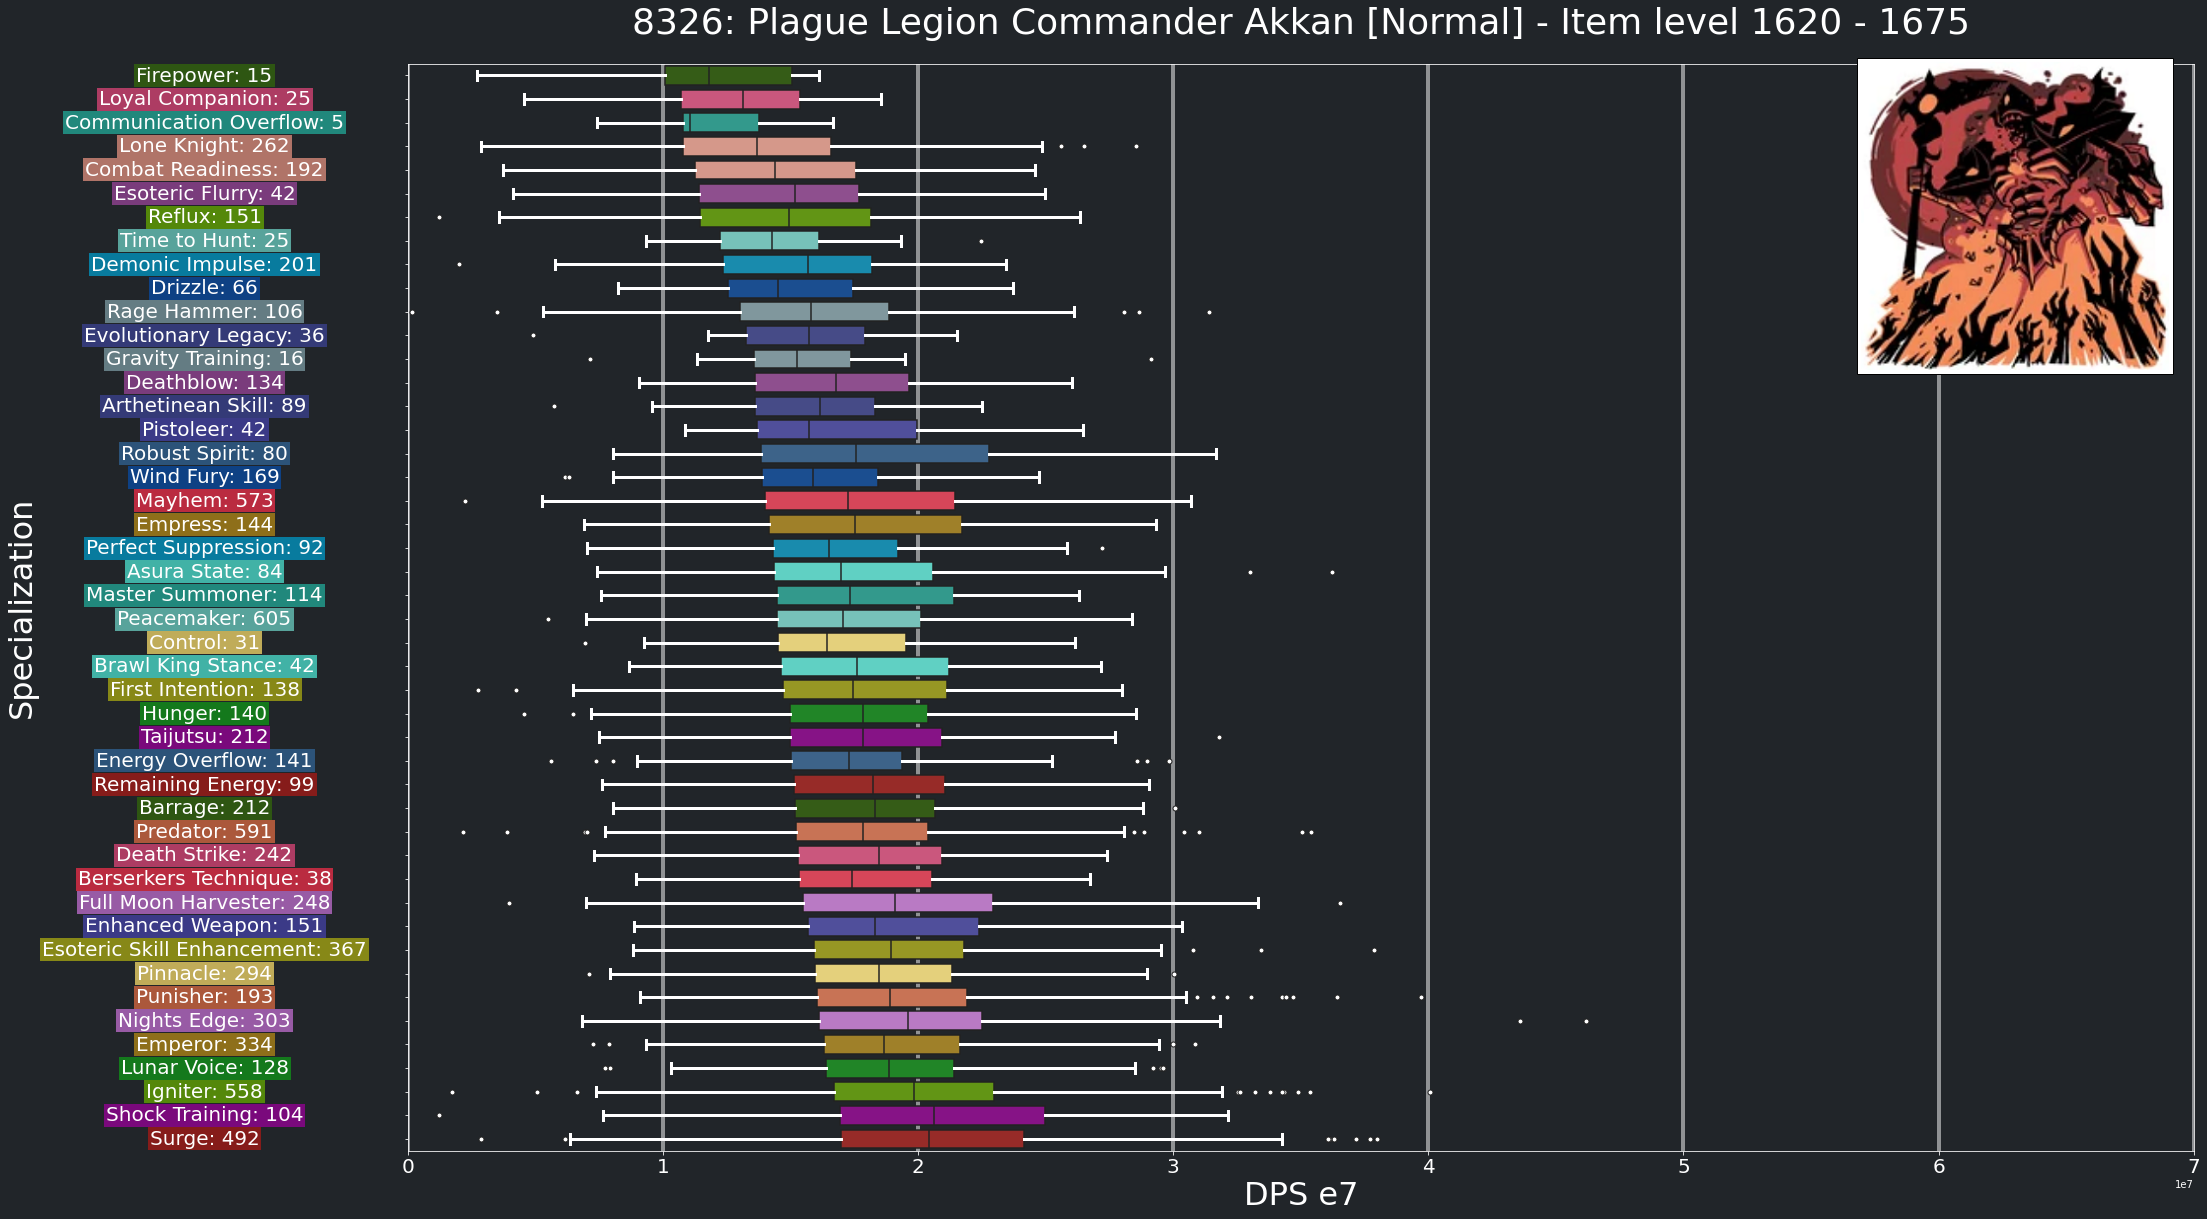 8326: Plague Legion Commander Akkan [Normal] - Item level 1620 - 1675
Firepower: 15
Loyal Companion: 25
Communication Overflow: 5
Lone Knight: 262
Combat Readiness: 192
Esoteric Flurry: 42
Reflux: 151
Time to Hunt: 25
Demonic Impulse: 201
Drizzle: 66
Rage Hammer: 106
Evolutionary Legacy: 36
Gravity Training: 16
Deathblow: 134
Arthetinean Skill: 89
Pistoleer: 42
Robust Spirit: 80
Wind Fury: 169
Mayhem: 573
Empress: 144
Perfect Suppression: 92
Asura State: 84
Master Summoner: 114
Peacemaker: 605
Control: 31
Brawl King Stance: 42
First Intention: 138
Hunger: 140
Taijutsu: 212
Energy Overflow: 141
Remaining Energy: 99
Barrage: 212
Predator: 591
Death Strike: 242
Berserkers Technique: 38
Full Moon Harvester: 248
Enhanced Weapon: 151
Esoteric Skill Enhancement: 367
Pinnacle: 294
Punisher: 193
Nights Edge: 303
Emperor: 334
Lunar Voice: 128
Igniter: 558
Shock Training: 104
Surge: 492
Specialization
0 1 2 3 4 5 6 7
1e7
DPS e7